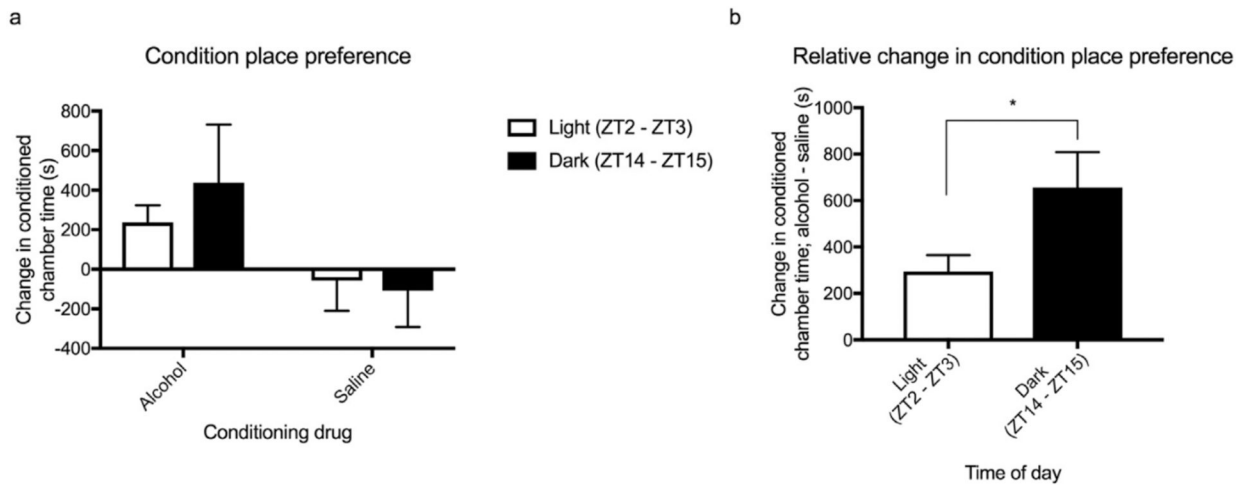 a
Condition place preference
Change in conditioned
chamber time (s)
800
600
400
200
0
-200
-400
Alcohol
Saline
Conditioning drug
Light (ZT2 - ZT3)
Dark (ZT14 - ZT15)
b
Relative change in condition place preference
Change in conditioned
chamber time; alcohol - saline (s)
1000
800
600
400
200
0
*
Light
(ZT2 - ZT3)
Dark
(ZT14 - ZT15)
Time of day